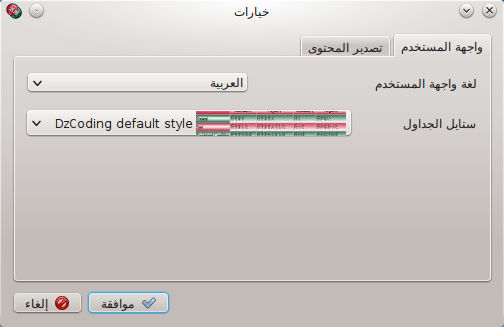 خيارات
واجهة المستخدم
تصدير المحتوى
لغة واجهة المستخدم
العربية
ستايل الجداول
DzCoding default style
موافقة
إلغاء